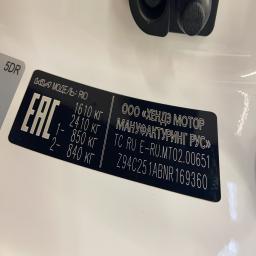 5DR
БАЗОВАЯ МОДЕЛЬ: RIO
EAC
1610 кг
2410 кг
1- 850 кг
2- 840 кг
ООО «ХЕНДЭ МОТОР
МАНУФАКТУРИНГ РУС»
ТС RU E-RU.MT02.00651
Z94C251ABNR169360